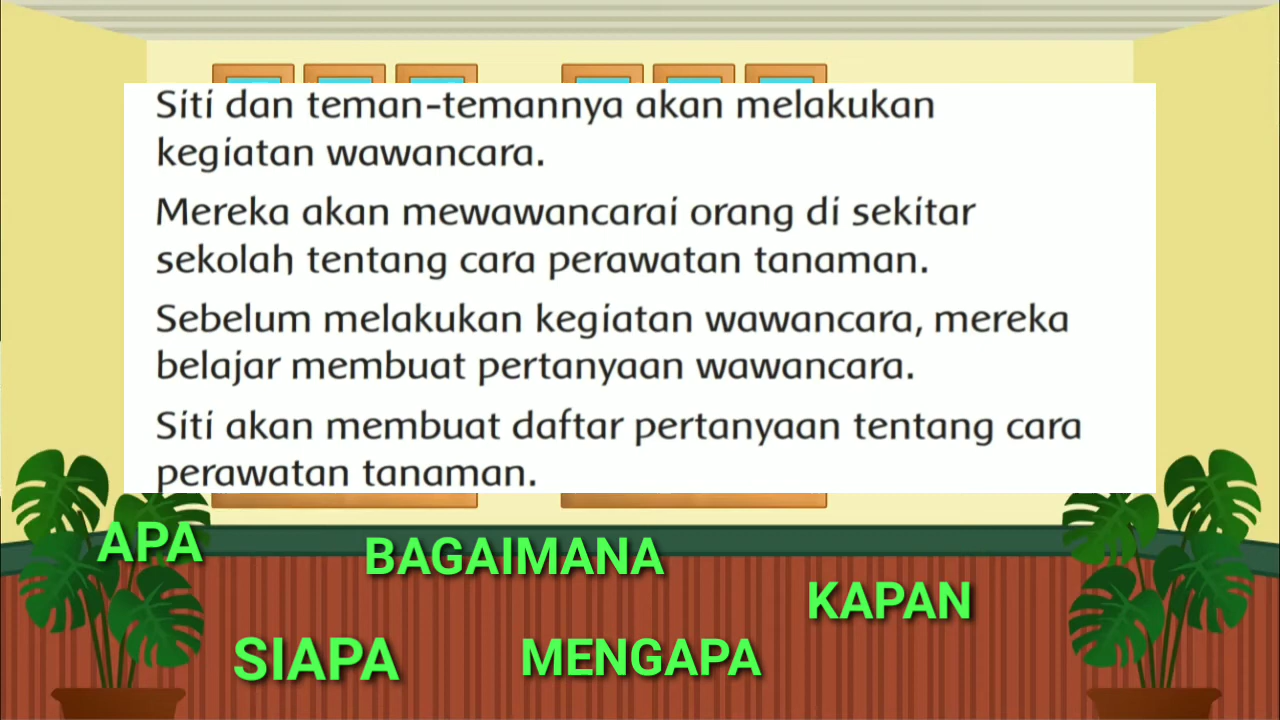 Siti dan teman-temannya akan melakukan
kegiatan wawancara.
Mereka akan mewawancarai orang di sekitar
sekolah tentang cara perawatan tanaman.
Sebelum melakukan kegiatan wawancara, mereka
belajar membuat pertanyaan wawancara.
Siti akan membuat daftar pertanyaan tentang cara
perawatan tanaman.
APA
BAGAIMANA
KAPAN
SIAPA
MENGAPA